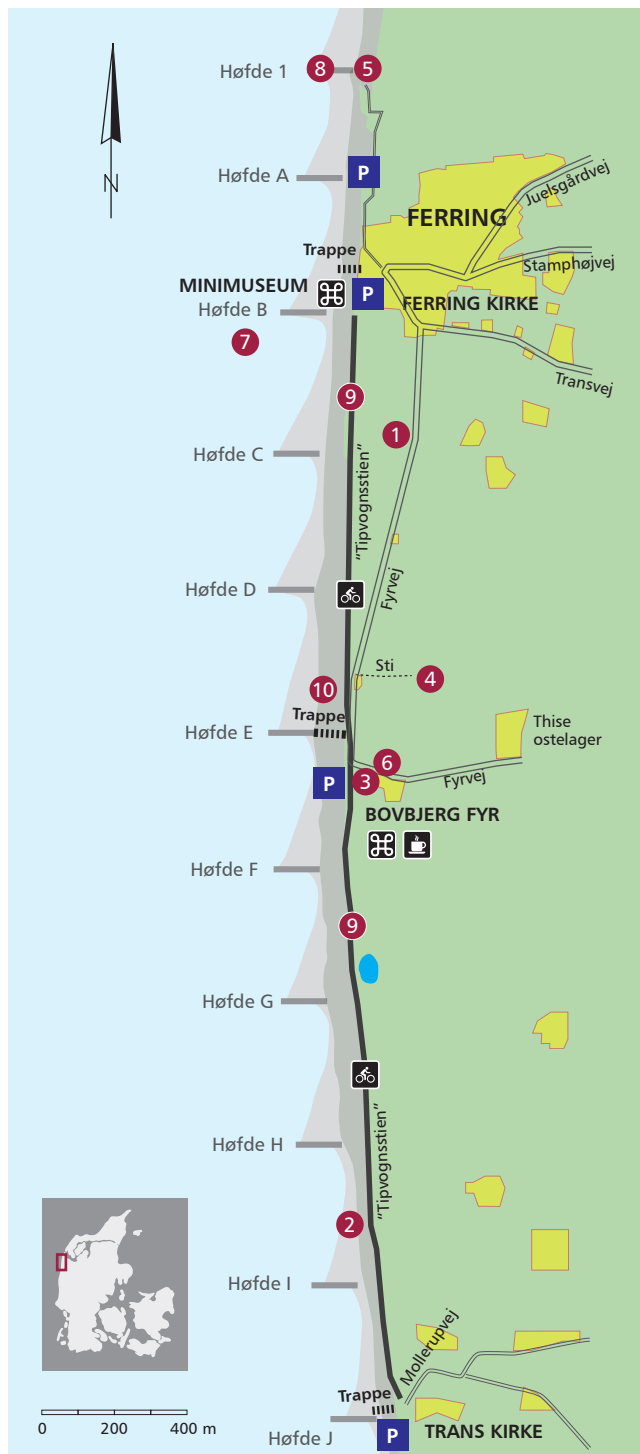 Høfde 1
8
5
Høfde A
P
N
Juelsgårdvej
FERRING
Trappe
Stamphøjvej
MINIMUSEUM
P
FERRING KIRKE
Høfde B
7
Transvej
9
1
Høfde C
"Tipvognsstien"
Høfde D
Fyrvej
Sti
4
10
Trappe
Høfde E
Thise
ostelager
6
P
3
Fyrvej
BOVBJERG FYR
Høfde F
9
Høfde G
"Tipvognsstien"
Høfde H
2
Høfde I
Mollerupvej
Trappe
0 200 400 m
Høfde J
P
TRANS KIRKE